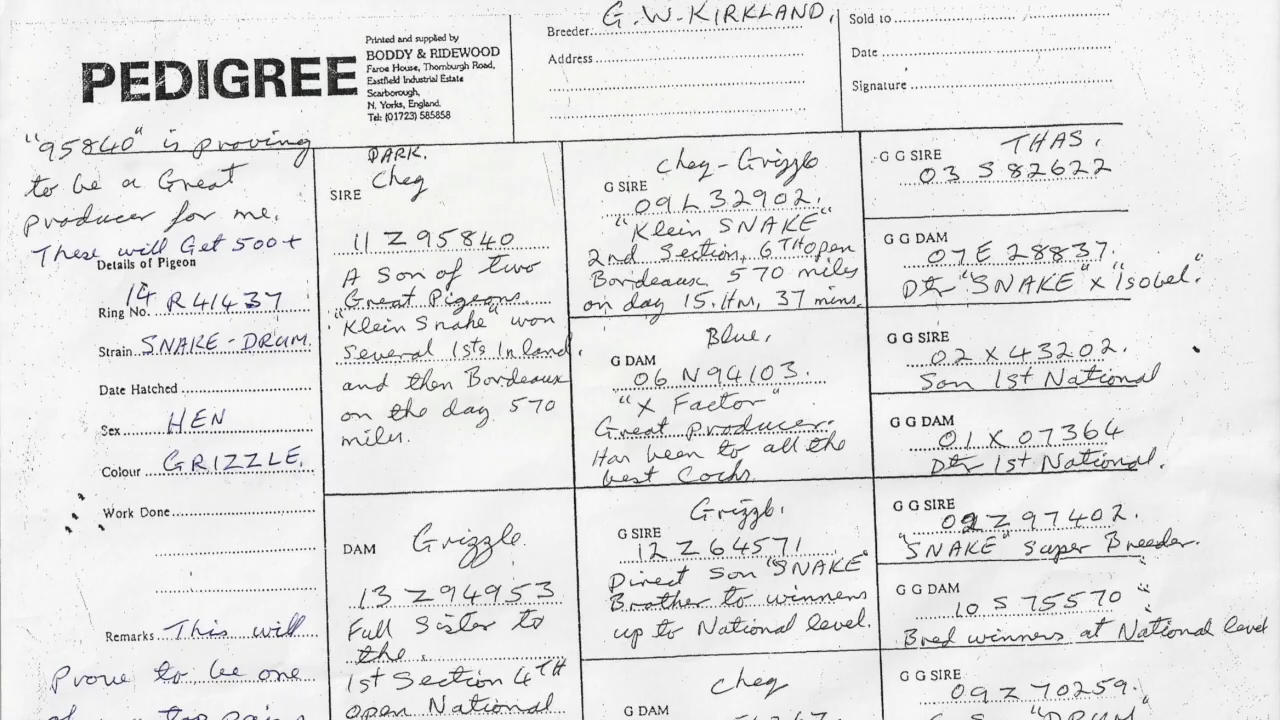 PEDIGREE
Printed and supplied by
BODDY & RIDEWOOD
Faroe House, Thornburgh Road,
Eastfield Industrial Estate
Scarborough,
N. Yorks, England.
Tel: (01723) 585858
Breeder G.W. KIRKLAND,
Address
Sold to
Date
Signature
"95840" is proving
to be a Great
producer for me.
These will Get 500+
Details of Pigeon
Ring No. 14 R41437
Strain SNAKE-DRUM.
Date Hatched
Sex HEN
Colour GRIZZLE.
Work Done
Remarks This will
Prove to be one
DARK.
Cheq
SIRE
11 Z 95840
A Son of two
Great Pigeons.
"Klein Snake" won
Several 1sts Inland.
and then Bordeaux
on the day 570
miles.
DAM Grizzle
13 Z94953
Full Sister to
the.
1st Section 4TH
open National
Cheq-Grizzle
G SIRE
09L 32902.
"Klein SNAKE"
2nd Section, 6TH open
Bordeaux 570 miles
on day 15.HM, 37 mins.
Blue,
G DAM
06 N94103.
"X Factor"
Great producer.
Has been to all the
best Cocks.
Grizzle.
G SIRE
12 Z 64571
Direct Son "SNAKE"
Brother to winners
up to National level.
Cheq
G DAM
G G SIRE THAS.
03 S 82622
G G DAM
07E 28837.
Dtr "SNAKE" x "Isobel."
G G SIRE
02 X 43202.
Son 1st National
G G DAM
01 X 07364
Dtr 1st National.
G G SIRE
02 Z 97402.
"SNAKE" Super Breeder.
G G DAM
10 S 75570
Bred winners at National level
G G SIRE
09Z 70259.
"DRUM"